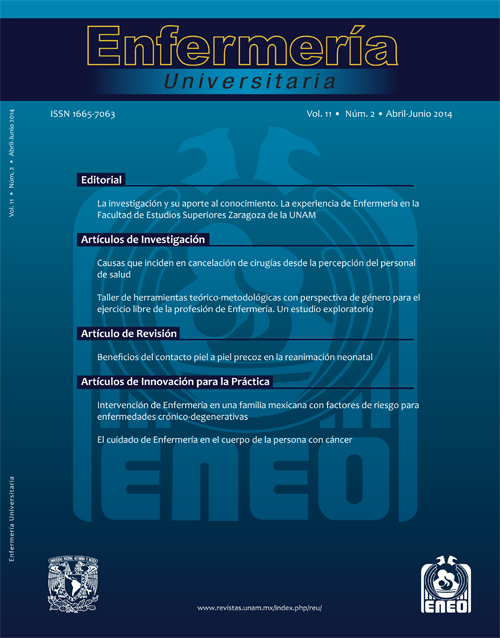 Enfermería
Universitaria
ISSN 1665-7063
Vol. 11 • Núm. 2 • Abril-Junio 2014
Editorial
La investigación y su aporte al conocimiento. La experiencia de Enfermería en la
Facultad de Estudios Superiores Zaragoza de la UNAM
Artículos de Investigación
Causas que inciden en cancelación de cirugías desde la percepción del personal
de salud
Taller de herramientas teórico-metodológicas con perspectiva de género para el
ejercicio libre de la profesión de Enfermería. Un estudio exploratorio
Artículo de Revisión
Beneficios del contacto piel a piel precoz en la reanimación neonatal
Artículos de Innovación para la Práctica
Intervención de Enfermería en una familia mexicana con factores de riesgo para
enfermedades crónico-degenerativas
El cuidado de Enfermería en el cuerpo de la persona con cáncer
ENEO
www.revistas.unam.mx/index.php/reu/
ENEO
Vol. 11 • Núm. 2 • Abril-Junio 2014
Enfermería Universitaria